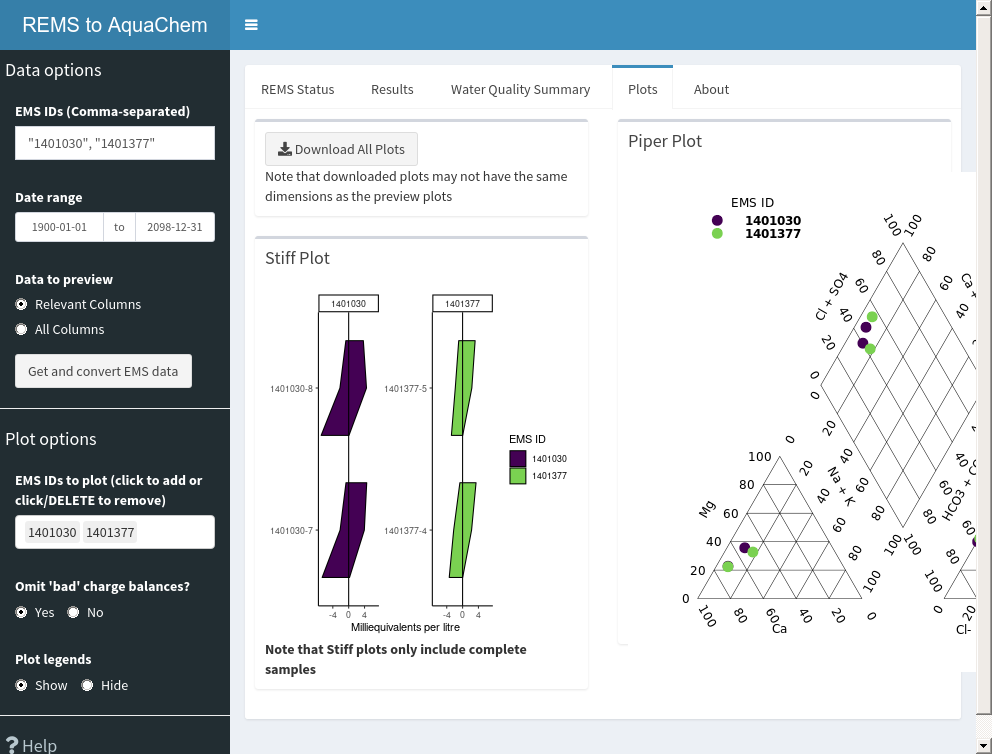 REMS to AquaChem
Data options
EMS IDs (Comma-separated)
"1401030", "1401377"
Date range
1900-01-01 to 2098-12-31
Data to preview
Relevant Columns
All Columns
Get and convert EMS data
Plot options
EMS IDs to plot (click to add or
click/DELETE to remove)
1401030 1401377
Omit 'bad' charge balances?
Yes No
Plot legends
Show Hide
? Help
REMS Status Results Water Quality Summary Plots About
Download All Plots
Note that downloaded plots may not have the same
dimensions as the preview plots
Stiff Plot
1401030 1401377
1401030-8 1401377-5
1401030-7 1401377-4
-4 0 4 -4 0 4
Milliequivalents per litre
EMS ID
1401030
1401377
Note that Stiff plots only include complete
samples
Piper Plot
EMS ID
1401030
1401377
100 100
80 80
60 60
40 40
20
0
0
20
40
60
80
100
Cl + SO4
Ca +
Na + K
HCO3 + C
40
60
80
100
100
80
60
40
20
0
Mg
0
20
40
60
80
100
100 80 60 40 20 0
Ca
60
80
100
0 20
Cl-